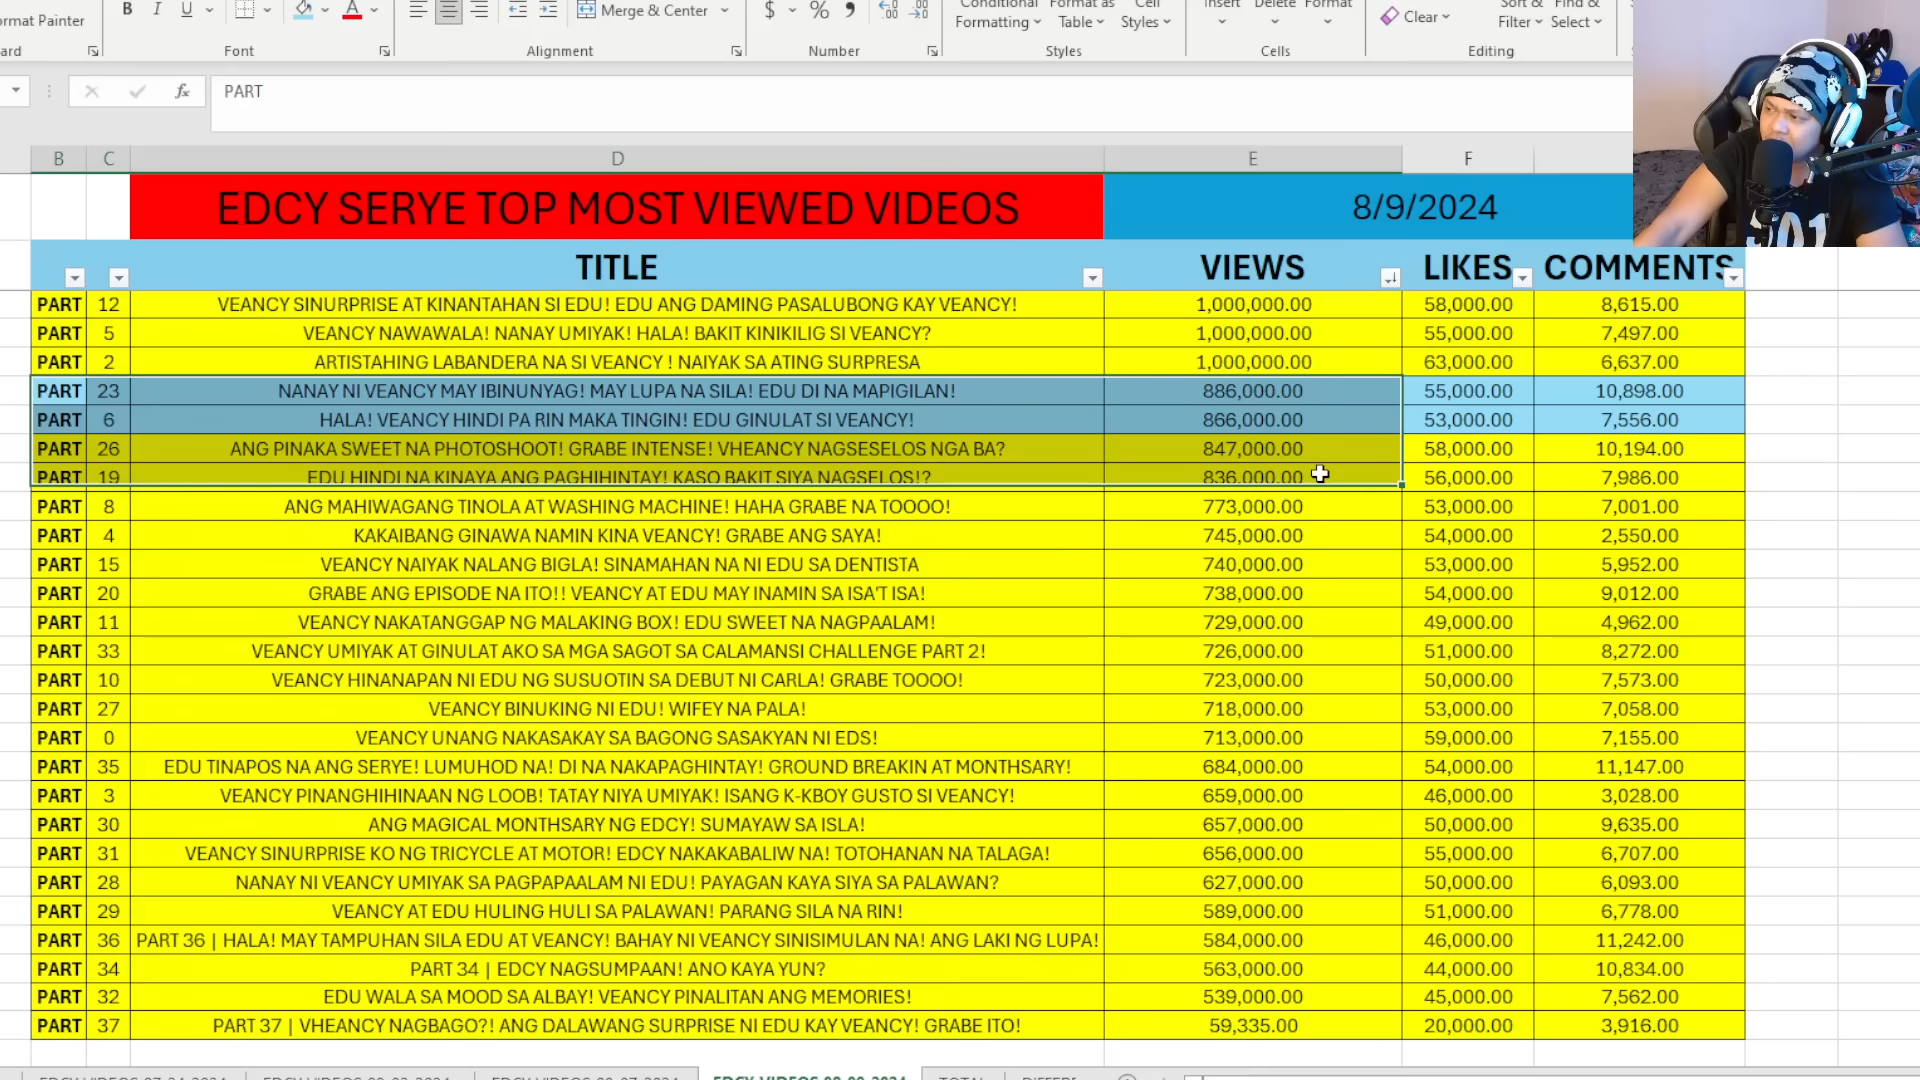 ormat Painter
B I U A
Merge & Center
$ % 9
Conditional Format as Cell
Formatting Table Styles
Insert Delete Format
Clear
Sort & Find &
Filter Select
ard Font Alignment Number Styles Cells Editing
fx PART
B C D E F
EDCY SERYE TOP MOST VIEWED VIDEOS 8/9/2024
TITLE VIEWS LIKES COMMENTS
PART 12 VEANCY SINURPRISE AT KINANTAHAN SI EDU! EDU ANG DAMING PASALUBONG KAY VEANCY! 1,000,000.00 58,000.00 8,615.00
PART 5 VEANCY NAWAWALA! NANAY UMIYAK! HALA! BAKIT KINIKILIG SI VEANCY? 1,000,000.00 55,000.00 7,497.00
PART 2 ARTISTAHING LABANDERA NA SI VEANCY ! NAIYAK SA ATING SURPRESA 1,000,000.00 63,000.00 6,637.00
PART 23 NANAY NI VEANCY MAY IBINUNYAG! MAY LUPA NA SILA! EDU DI NA MAPIGILAN! 886,000.00 55,000.00 10,898.00
PART 6 HALA! VEANCY HINDI PA RIN MAKA TINGIN! EDU GINULAT SI VEANCY! 866,000.00 53,000.00 7,556.00
PART 26 ANG PINAKA SWEET NA PHOTOSHOOT! GRABE INTENSE! VHEANCY NAGSESELOS NGA BA? 847,000.00 58,000.00 10,194.00
PART 19 EDU HINDI NA KINAYA ANG PAGHIHINTAY! KASO BAKIT SIYA NAGSELOS!? 836,000.00 56,000.00 7,986.00
PART 8 ANG MAHIWAGANG TINOLA AT WASHING MACHINE! HAHA GRABE NA TOOOO! 773,000.00 53,000.00 7,001.00
PART 4 KAKAIBANG GINAWA NAMIN KINA VEANCY! GRABE ANG SAYA! 745,000.00 54,000.00 2,550.00
PART 15 VEANCY NAIYAK NALANG BIGLA! SINAMAHAN NA NI EDU SA DENTISTA 740,000.00 53,000.00 5,952.00
PART 20 GRABE ANG EPISODE NA ITO!! VEANCY AT EDU MAY INAMIN SA ISA'T ISA! 738,000.00 54,000.00 9,012.00
PART 11 VEANCY NAKATANGGAP NG MALAKING BOX! EDU SWEET NA NAGPAALAM! 729,000.00 49,000.00 4,962.00
PART 33 VEANCY UMIYAK AT GINULAT AKO SA MGA SAGOT SA CALAMANSI CHALLENGE PART 2! 726,000.00 51,000.00 8,272.00
PART 10 VEANCY HINANAPAN NI EDU NG SUSUOTIN SA DEBUT NI CARLA! GRABE TOOOO! 723,000.00 50,000.00 7,573.00
PART 27 VEANCY BINUKING NI EDU! WIFEY NA PALA! 718,000.00 53,000.00 7,058.00
PART 0 VEANCY UNANG NAKASAKAY SA BAGONG SASAKYAN NI EDS! 713,000.00 59,000.00 7,155.00
PART 35 EDU TINAPOS NA ANG SERYE! LUMUHOD NA! DI NA NAKAPAGHINTAY! GROUND BREAKIN AT MONTHSARY! 684,000.00 54,000.00 11,147.00
PART 3 VEANCY PINANGHIHINAAN NG LOOB! TATAY NIYA UMIYAK! ISANG K-KBOY GUSTO SI VEANCY! 659,000.00 46,000.00 3,028.00
PART 30 ANG MAGICAL MONTHSARY NG EDCY! SUMAYAW SA ISLA! 657,000.00 50,000.00 9,635.00
PART 31 VEANCY SINURPRISE KO NG TRICYCLE AT MOTOR! EDCY NAKAKABALIW NA! TOTOHANAN NA TALAGA! 656,000.00 55,000.00 6,707.00
PART 28 NANAY NI VEANCY UMIYAK SA PAGPAPAALAM NI EDU! PAYAGAN KAYA SIYA SA PALAWAN? 627,000.00 50,000.00 6,093.00
PART 29 VEANCY AT EDU HULING HULI SA PALAWAN! PARANG SILA NA RIN! 589,000.00 51,000.00 6,778.00
PART 36 PART 36 | HALA! MAY TAMPUHAN SILA EDU AT VEANCY! BAHAY NI VEANCY SINISIMULAN NA! ANG LAKI NG LUPA! 584,000.00 46,000.00 11,242.00
PART 34 PART 34 | EDCY NAGSUMPAAN! ANO KAYA YUN? 563,000.00 44,000.00 10,834.00
PART 32 EDU WALA SA MOOD SA ALBAY! VEANCY PINALITAN ANG MEMORIES! 539,000.00 45,000.00 7,562.00
PART 37 PART 37 | VHEANCY NAGBAGO?! ANG DALAWANG SURPRISE NI EDU KAY VEANCY! GRABE ITO! 59,335.00 20,000.00 3,916.00